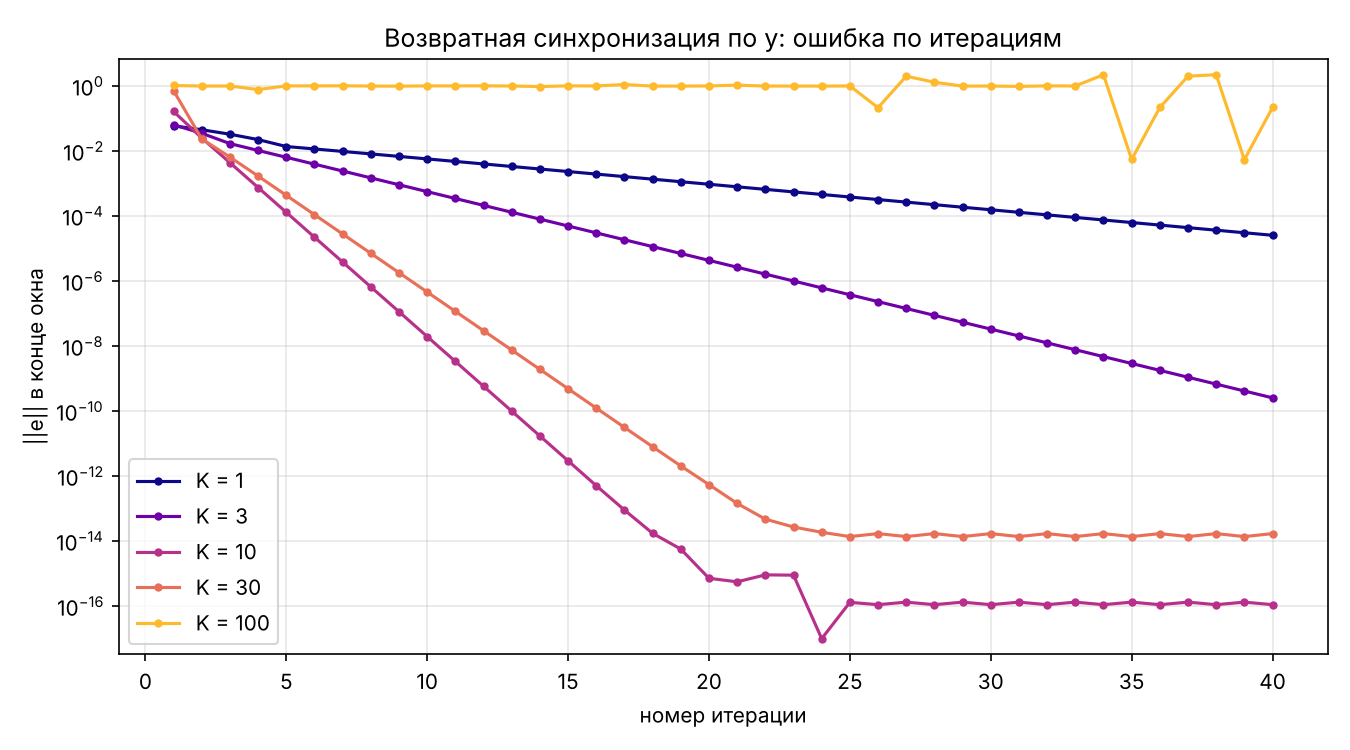 Возвратная синхронизация по y: ошибка по итерациям
||e|| в конце окна
10⁰
10⁻²
10⁻⁴
10⁻⁶
10⁻⁸
10⁻¹⁰
10⁻¹²
10⁻¹⁴
10⁻¹⁶
K = 1
K = 3
K = 10
K = 30
K = 100
0 5 10 15 20 25 30 35 40
номер итерации